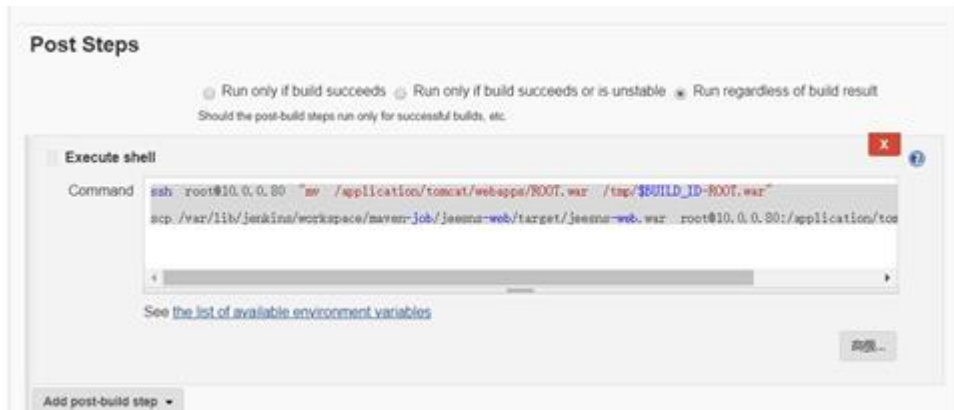 Post Steps
Run only if build succeeds Run only if build succeeds or is unstable Run regardless of build result
Should the post-build steps run only for successful builds, etc.
X
Execute shell
Command
ssh root@10.0.0.80 "mv /application/tomcat/webapps/ROOT.war /tmp/$BUILD_ID-ROOT.war"
scp /var/lib/jenkins/workspace/maven-job/jeesns-web/target/jeesns-web.war root@10.0.0.80:/application/tom
See the list of available environment variables
高级...
Add post-build step